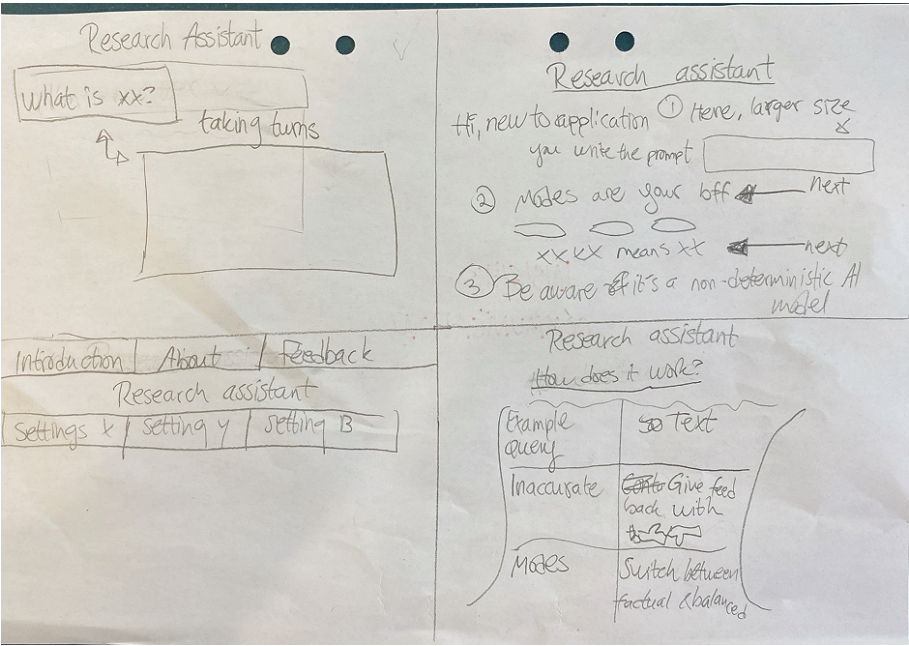 Research Assistant
What is xx?
taking turns
Introduction | About | Feedback
Research assistant
Settings X | Setting Y | Setting B
Research assistant
Hi, new to application ① Here, larger size
you write the prompt
② Modes are your bff
next
xxxx means xx
next
③ Be aware it's a non-deterministic AI
model
Research assistant
How does it work?
Example
query
Text
Inaccurate
Give feed
back with
Modes
Switch between
factual & balanced